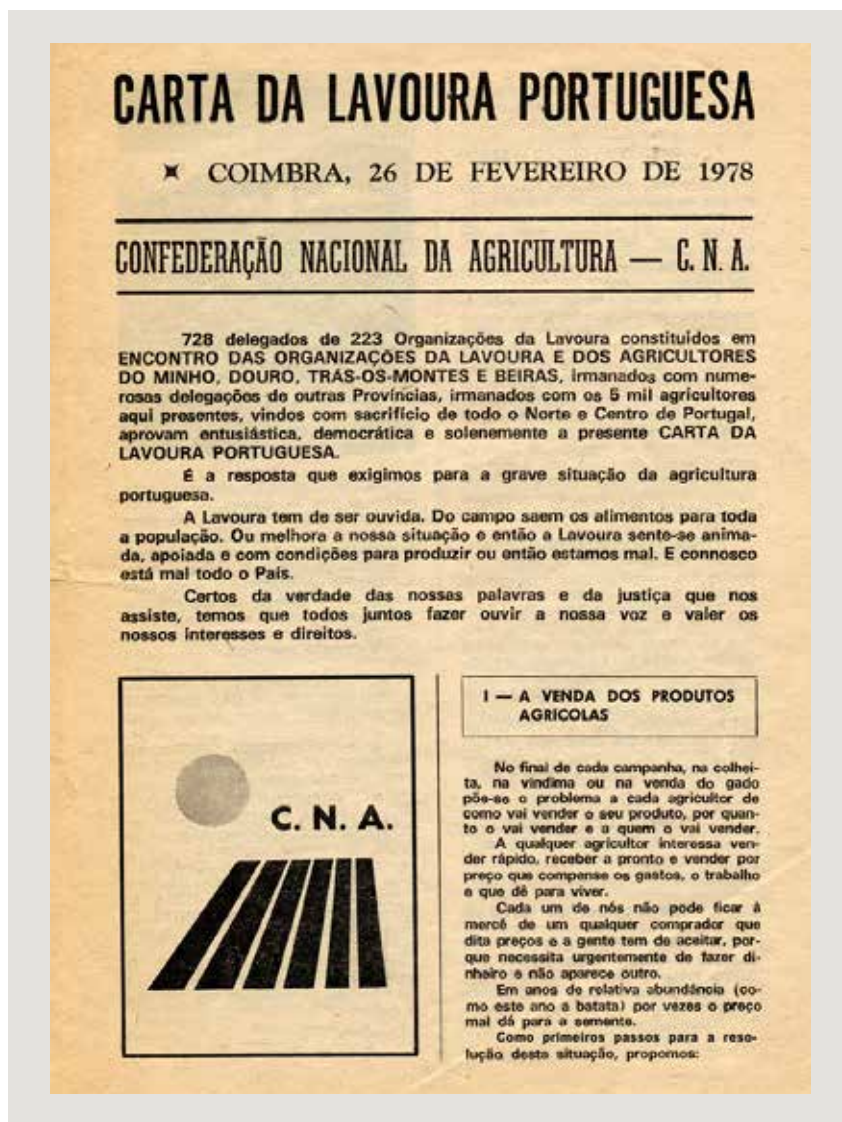 CARTA DA LAVOURA PORTUGUESA
COIMBRA, 26 DE FEVEREIRO DE 1978
CONFEDERAÇÃO NACIONAL DA AGRICULTURA — C. N. A.
728 delegados de 223 Organizações da Lavoura constituídos em
ENCONTRO DAS ORGANIZAÇÕES DA LAVOURA E DOS AGRICULTORES
DO MINHO, DOURO, TRÁS-OS-MONTES E BEIRAS, irmanados com nume-
rosas delegações de outras Províncias, irmanados com os 5 mil agricultores
aqui presentes, vindos com sacrifício de todo o Norte e Centro de Portugal,
aprovam entusiástica, democrática e solenemente a presente CARTA DA
LAVOURA PORTUGUESA.
É a resposta que exigimos para a grave situação da agricultura
portuguesa.
A Lavoura tem de ser ouvida. Do campo saem os alimentos para toda
a população. Ou melhora a nossa situação e então a Lavoura sente-se anima-
da, apoiada e com condições para produzir ou então estamos mal. E connosco
está mal todo o País.
Certos da verdade das nossas palavras e da justiça que nos
assiste, temos que todos juntos fazer ouvir a nossa voz e valer os
nossos interesses e direitos.
C. N. A.
I — A VENDA DOS PRODUTOS
AGRICOLAS
No final de cada campanha, na colhei-
ta, na vindima ou na venda do gado
põe-se o problema a cada agricultor de
como vai vender o seu produto, por quan-
to o vai vender e a quem o vai vender.
A qualquer agricultor interessa ven-
der rápido, receber a pronto e vender por
preço que compense os gastos, o trabalho
e que dê para viver.
Cada um de nós não pode ficar à
mercê de um qualquer comprador que
dita preços e a gente tem de aceitar, por-
que necessita urgentemente de fazer di-
nheiro e não aparece outro.
Em anos de relativa abundância (co-
mo este ano a batata) por vezes o preço
mal dá para a semente.
Como primeiros passos para a reso-
lução desta situação, propomos: